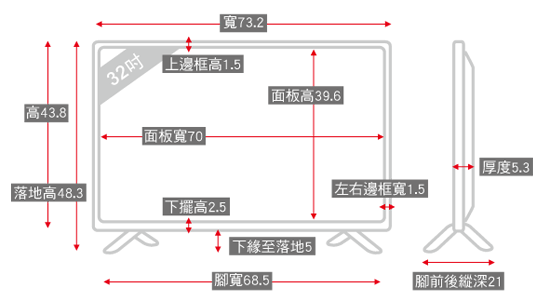 寬73.2
32吋
上邊框高1.5
面板高39.6
高43.8
面板寬70
厚度5.3
落地高48.3
左右邊框寬1.5
下擺高2.5
下緣至落地5
腳寬68.5
腳前後縱深21